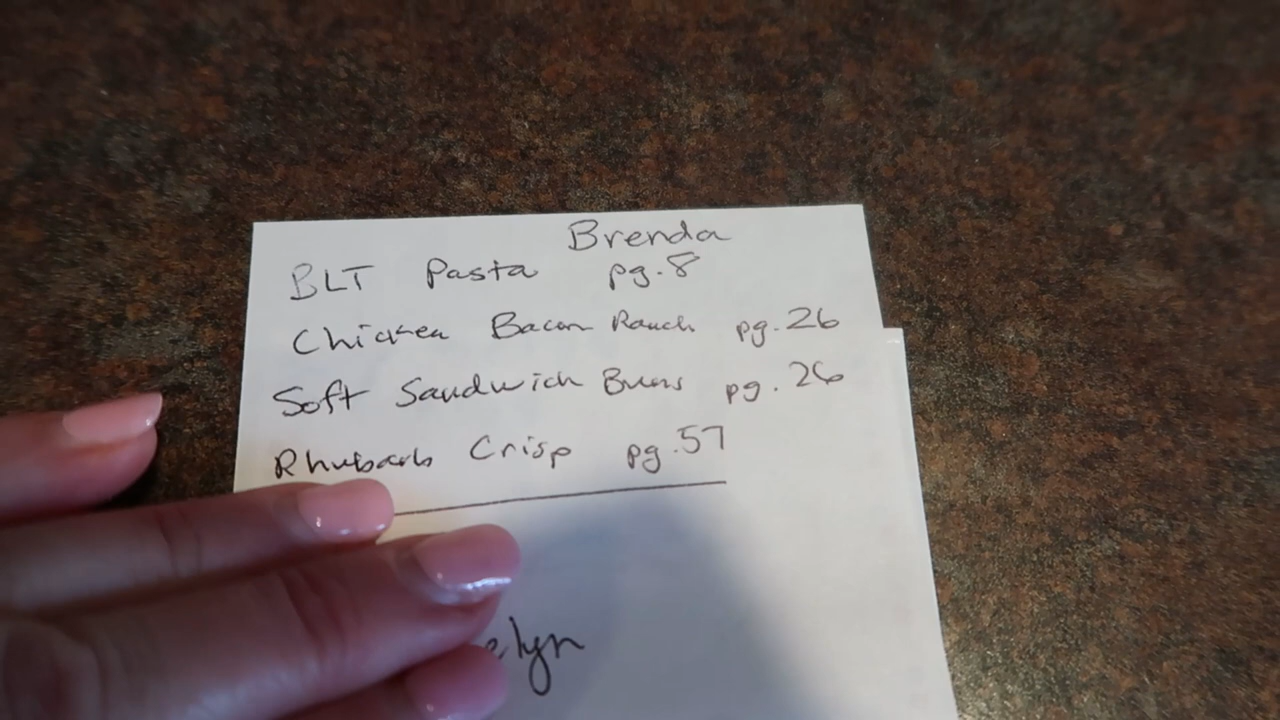 Brenda
BLT Pasta pg.8
Chicken Bacon Ranch pg.26
Soft Sandwich Buns pg.26
Rhubarb Crisp pg.57
elyn